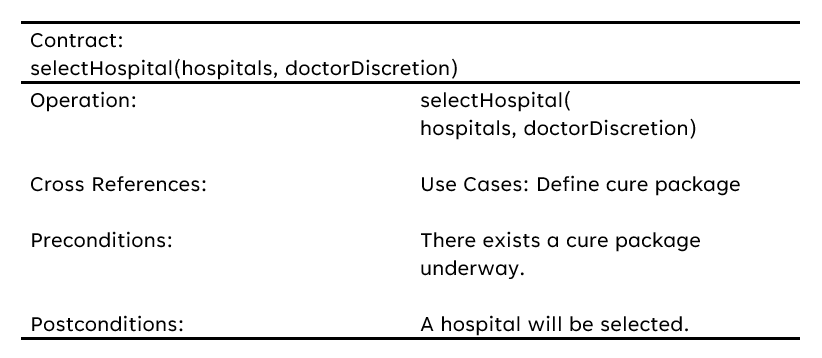 Contract:
selectHospital(hospitals, doctorDiscretion)
Operation:
selectHospital(
hospitals, doctorDiscretion)
Cross References:
Use Cases: Define cure package
Preconditions:
There exists a cure package
underway.
Postconditions:
A hospital will be selected.